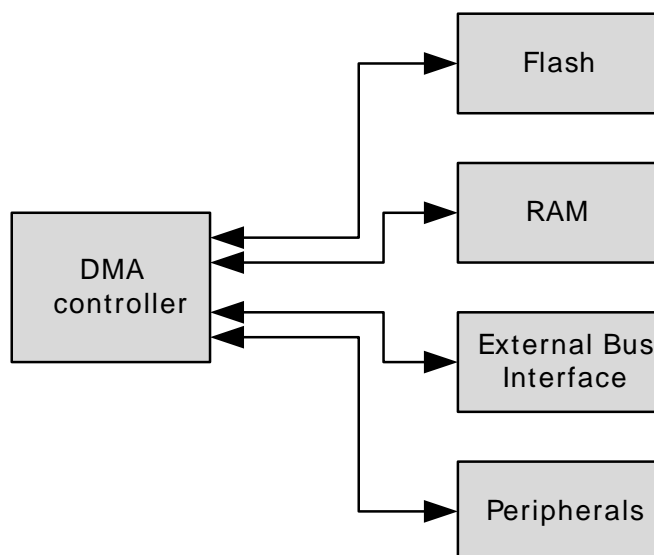 Flash
RAM
DMA
controller
External Bus
Interface
Peripherals